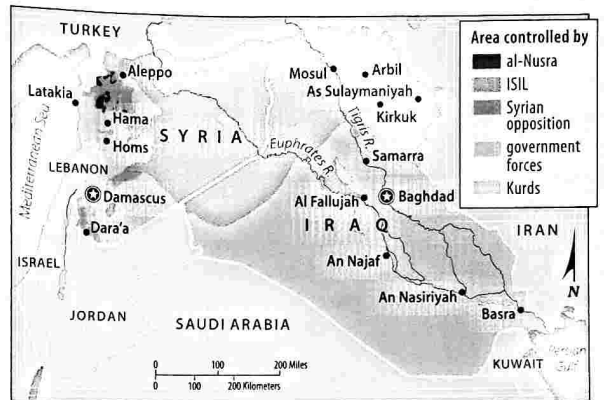 TURKEY
Aleppo
Latakia
Hama
Homs
SYRIA
LEBANON
Damascus
Dara'a
ISRAEL
JORDAN
Mediterranean Sea
Mosul
Arbil
As Sulaymaniyah
Kirkuk
Tigris R.
Euphrates R.
Samarra
Al Fallujah
Baghdad
IRAQ
IRAN
An Najaf
An Nasiriyah
Basra
SAUDI ARABIA
KUWAIT
Persian
Gulf
N
0 100 200 Miles
0 100 200 Kilometers
Area controlled by
al-Nusra
ISIL
Syrian
opposition
government
forces
Kurds